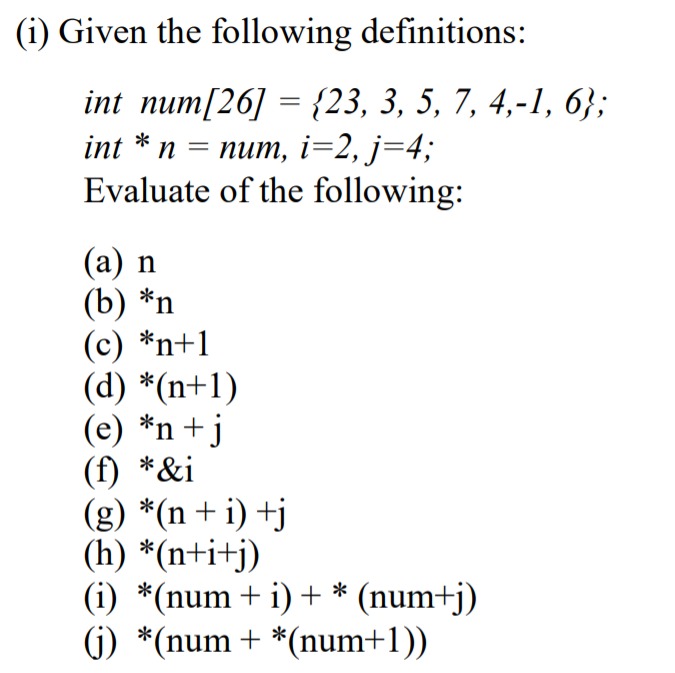 (i) Given the following definitions:
int num[26] = {23, 3, 5, 7, 4,-1, 6};
int * n = num, i=2, j=4;
Evaluate of the following:
(a) n
(b) *n
(c) *n+1
(d) *(n+1)
(e) *n + j
(f) *&i
(g) *(n + i) +j
(h) *(n+i+j)
(i) *(num + i) + * (num+j)
(j) *(num + *(num+1))